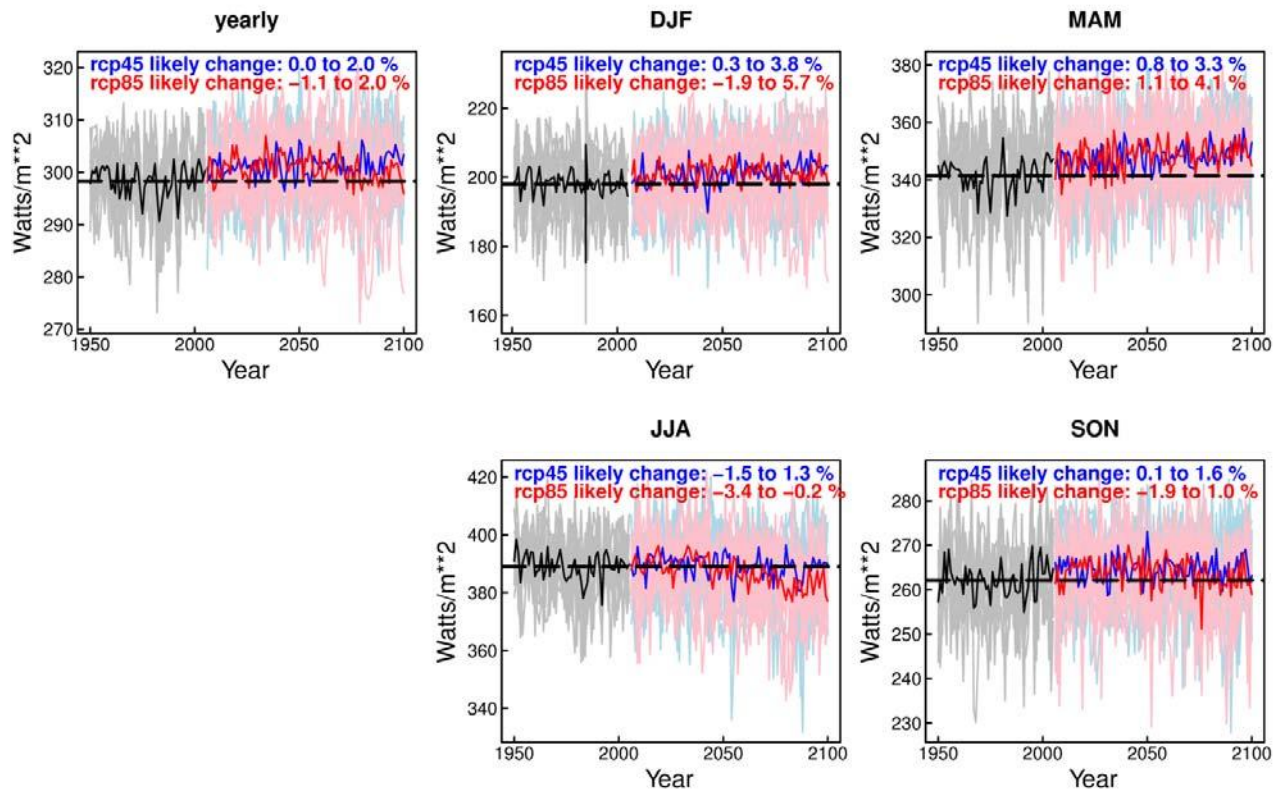 yearly
rcp45 likely change: 0.0 to 2.0 %
rcp85 likely change: −1.1 to 2.0 %
320
310
300
290
280
270
Watts/m**2
1950
2000
2050
2100
Year
DJF
rcp45 likely change: 0.3 to 3.8 %
rcp85 likely change: −1.9 to 5.7 %
220
200
180
160
Watts/m**2
1950
2000
2050
2100
Year
MAM
rcp45 likely change: 0.8 to 3.3 %
rcp85 likely change: 1.1 to 4.1 %
380
360
340
320
300
Watts/m**2
1950
2000
2050
2100
Year
JJA
rcp45 likely change: −1.5 to 1.3 %
rcp85 likely change: −3.4 to −0.2 %
420
400
380
360
340
Watts/m**2
1950
2000
2050
2100
Year
SON
rcp45 likely change: 0.1 to 1.6 %
rcp85 likely change: −1.9 to 1.0 %
280
270
260
250
240
230
Watts/m**2
1950
2000
2050
2100
Year